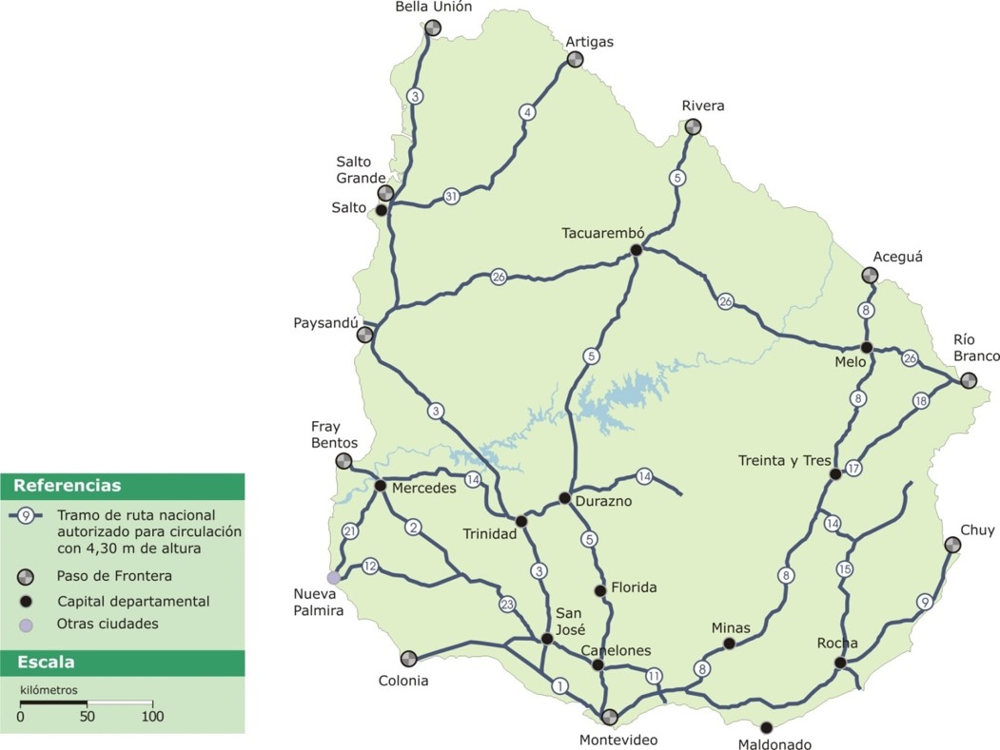 Bella Unión
Artigas
Rivera
3
4
5
Salto
Grande
31
Salto
Tacuarembó
Aceguá
26
26
8
Paysandú
Río
Branco
Melo
26
5
8
18
3
Fray
Bentos
Treinta y Tres
17
14
14
Mercedes
Durazno
Referencias
9
Tramo de ruta nacional
autorizado para circulación
con 4,30 m de altura
Paso de Frontera
Capital departamental
Otras ciudades
21
2
Trinidad
14
Chuy
5
12
3
15
8
Nueva
Palmira
Florida
23
9
San
José
Minas
Canelones
Rocha
Colonia
11
8
1
Escala
kilómetros
0 50 100
Montevideo
Maldonado